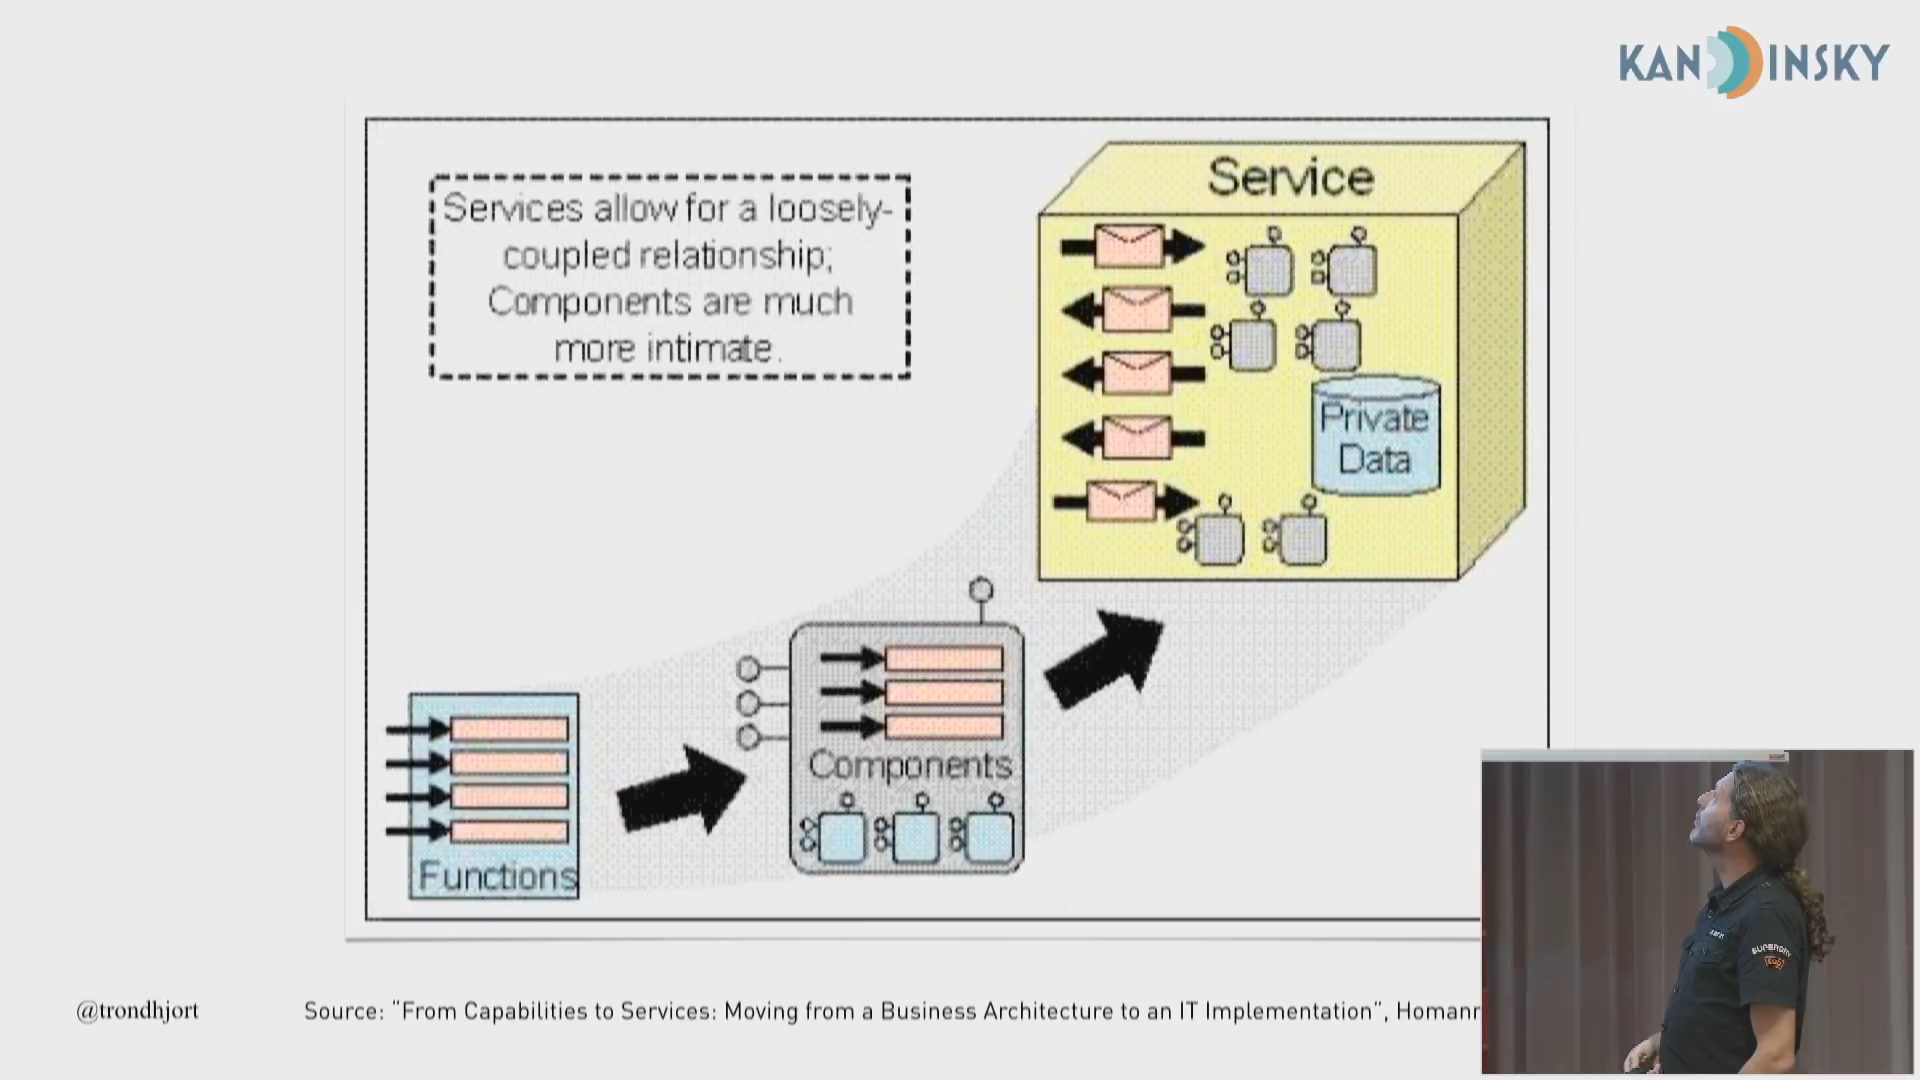 KANDINSKY
Services allow for a loosely-
coupled relationship;
Components are much
more intimate.
Service
Private
Data
Components
Functions
@trondhjort
Source: “From Capabilities to Services: Moving from a Business Architecture to an IT Implementation”, Homann
SUPERDRY